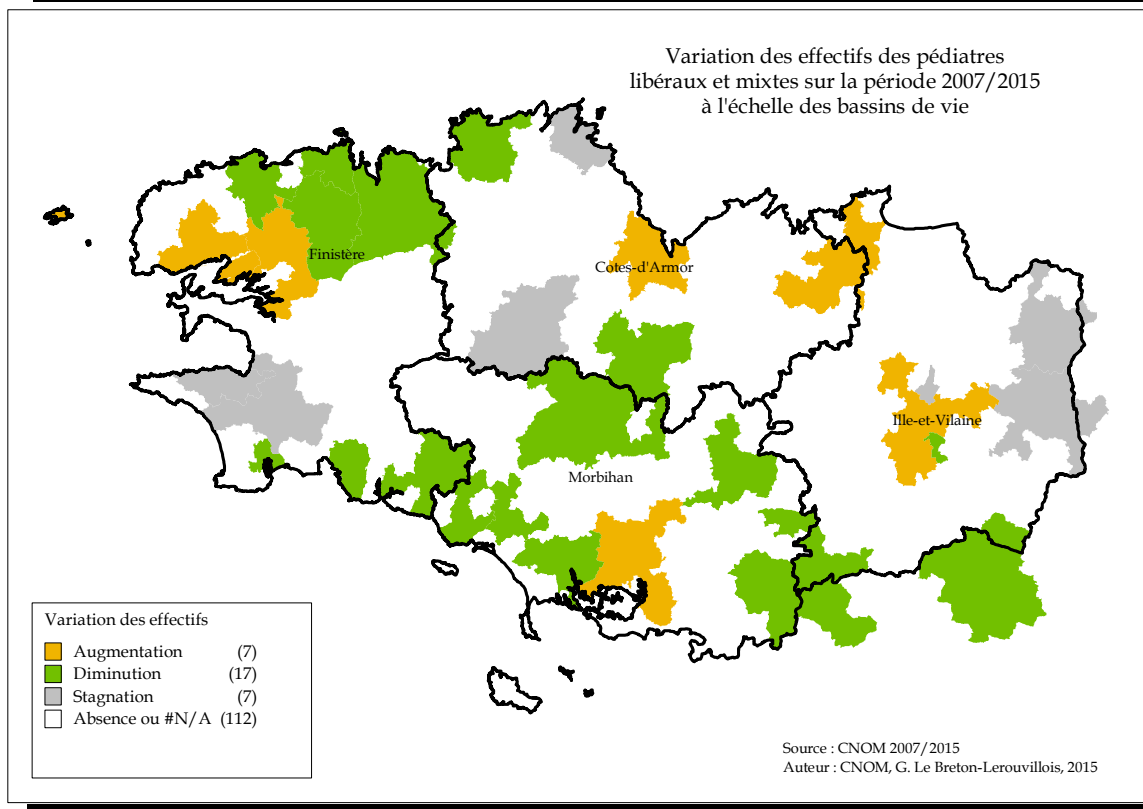 Variation des effectifs des pédiatres
libéraux et mixtes sur la période 2007/2015
à l'échelle des bassins de vie
Finistère
Cotes-d'Armor
Ille-et-Vilaine
Morbihan
Variation des effectifs
Augmentation (7)
Diminution (17)
Stagnation (7)
Absence ou #N/A (112)
Source : CNOM 2007/2015
Auteur : CNOM, G. Le Breton-Lerouvillois, 2015